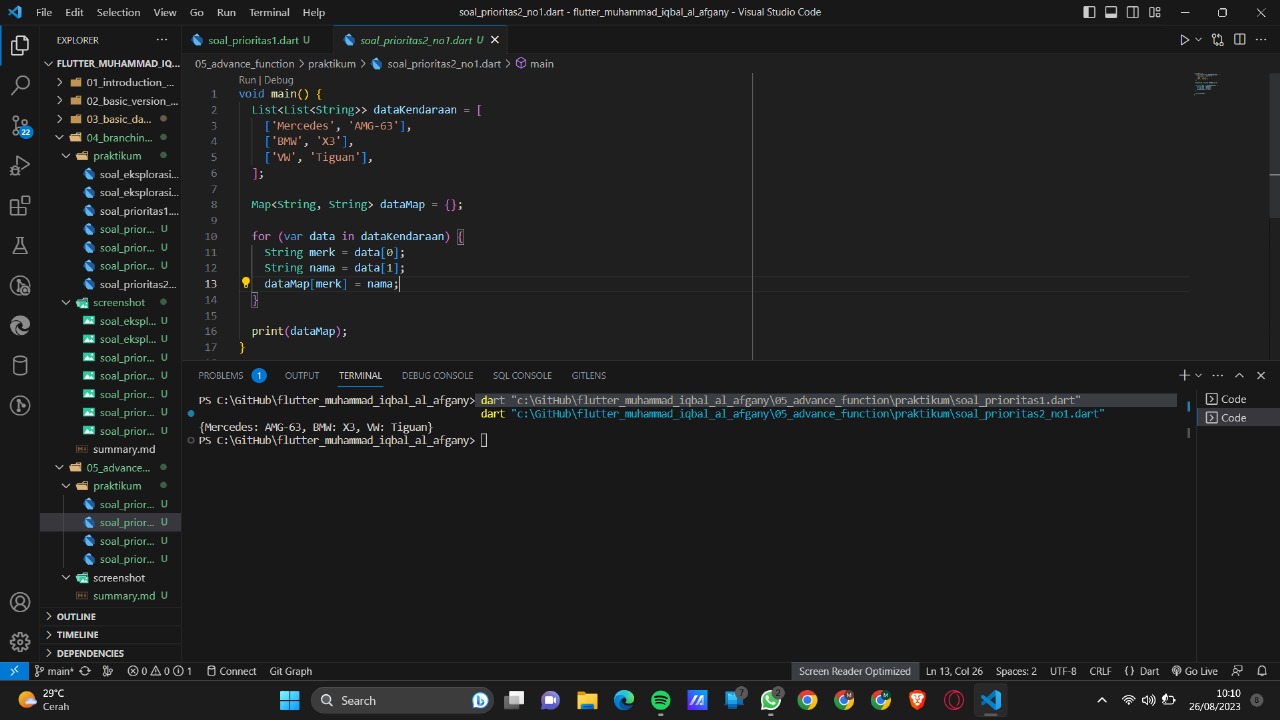 File Edit Selection View Go Run Terminal Help
soal_prioritas2_no1.dart - flutter_muhammad_iqbal_al_afgany - Visual Studio Code
EXPLORER ...
FLUTTER_MUHAMMAD_IQ...
01_introduction_...
02_basic_version_...
03_basic_da...
04_branchin...
praktikum
soal_eksplorasi...
soal_eksplorasi...
soal_prioritas1....
soal_prior... U
soal_prior... U
soal_prior... U
soal_prioritas2...
screenshot
soal_ekspl... U
soal_ekspl... U
soal_prior... U
soal_prior... U
soal_prior... U
soal_prior... U
soal_prior... U
summary.md
05_advance...
praktikum
soal_prior... U
soal_prior... U
soal_prior... U
soal_prior... U
screenshot
summary.md U
OUTLINE
TIMELINE
DEPENDENCIES
22
soal_prioritas1.dart U
soal_prioritas2_no1.dart U
05_advance_function > praktikum > soal_prioritas2_no1.dart > main
Run | Debug
1 void main() {
2 List<List<String>> dataKendaraan = [
3 ['Mercedes', 'AMG-63'],
4 ['BMW', 'X3'],
5 ['VW', 'Tiguan'],
6 ];
7
8 Map<String, String> dataMap = {};
9
10 for (var data in dataKendaraan) {
11 String merk = data[0];
12 String nama = data[1];
13 dataMap[merk] = nama;
14 }
15
16 print(dataMap);
17 }
PROBLEMS 1 OUTPUT TERMINAL DEBUG CONSOLE SQL CONSOLE GITLENS
PS C:\GitHub\flutter_muhammad_iqbal_al_afgany> dart "c:\GitHub\flutter_muhammad_iqbal_al_afgany\05_advance_function\praktikum\soal_prioritas1.dart"
dart "c:\GitHub\flutter_muhammad_iqbal_al_afgany\05_advance_function\praktikum\soal_prioritas2_no1.dart"
{Mercedes: AMG-63, BMW: X3, VW: Tiguan}
PS C:\GitHub\flutter_muhammad_iqbal_al_afgany>
Code
Code
main* 0 0 1 Connect Git Graph
Screen Reader Optimized Ln 13, Col 26 Spaces: 2 UTF-8 CRLF {} Dart Go Live
29°C
Cerah
Search
7
2
M
M
10:10
26/08/2023
6